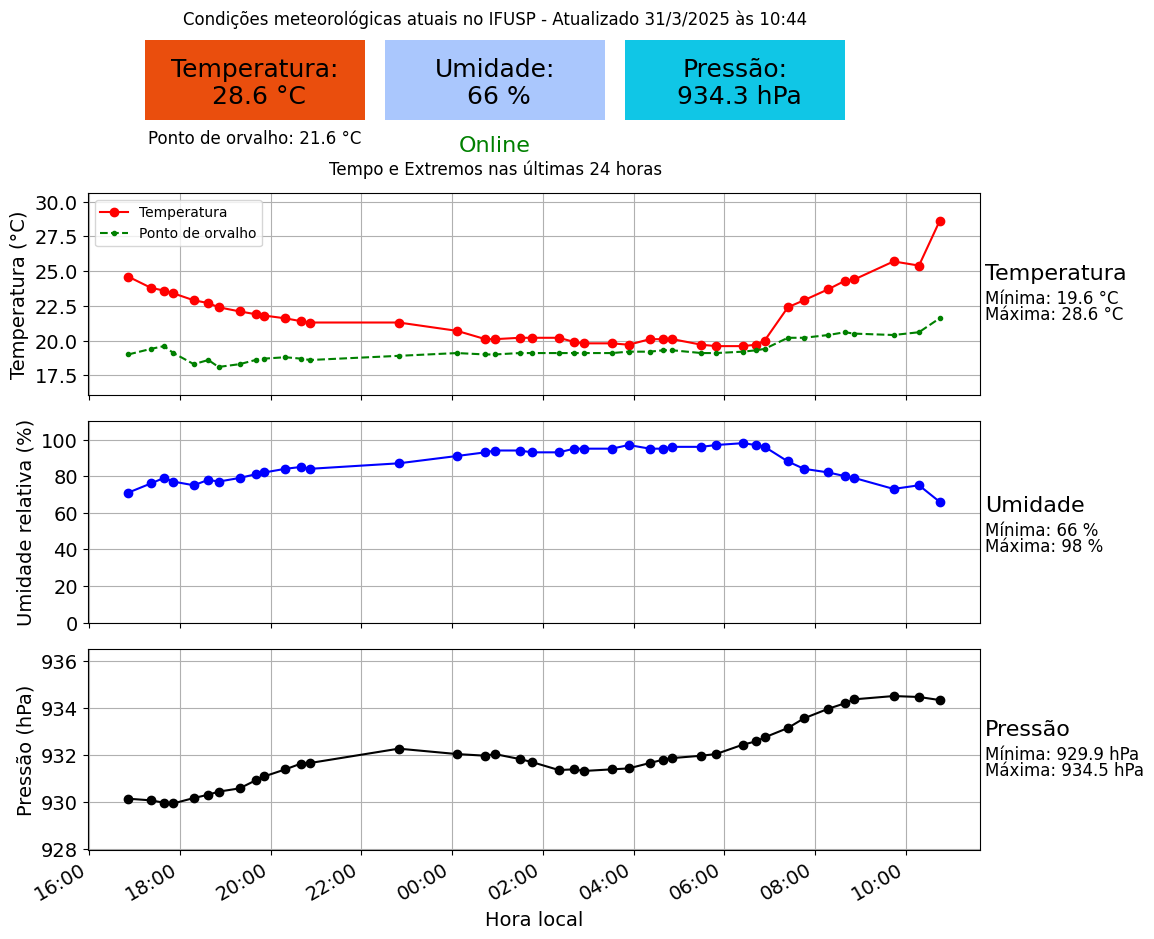 Condições meteorológicas atuais no IFUSP - Atualizado 31/3/2025 às 10:44
Temperatura:
28.6 °C
Umidade:
66 %
Pressão:
934.3 hPa
Ponto de orvalho: 21.6 °C
Online
Tempo e Extremos nas últimas 24 horas
Temperatura (°C)
30.0
27.5
25.0
22.5
20.0
17.5
Temperatura
Ponto de orvalho
Temperatura
Mínima: 19.6 °C
Máxima: 28.6 °C
Umidade relativa (%)
100
80
60
40
20
0
Umidade
Mínima: 66 %
Máxima: 98 %
Pressão (hPa)
936
934
932
930
928
Pressão
Mínima: 929.9 hPa
Máxima: 934.5 hPa
16:00 18:00 20:00 22:00 00:00 02:00 04:00 06:00 08:00 10:00
Hora local